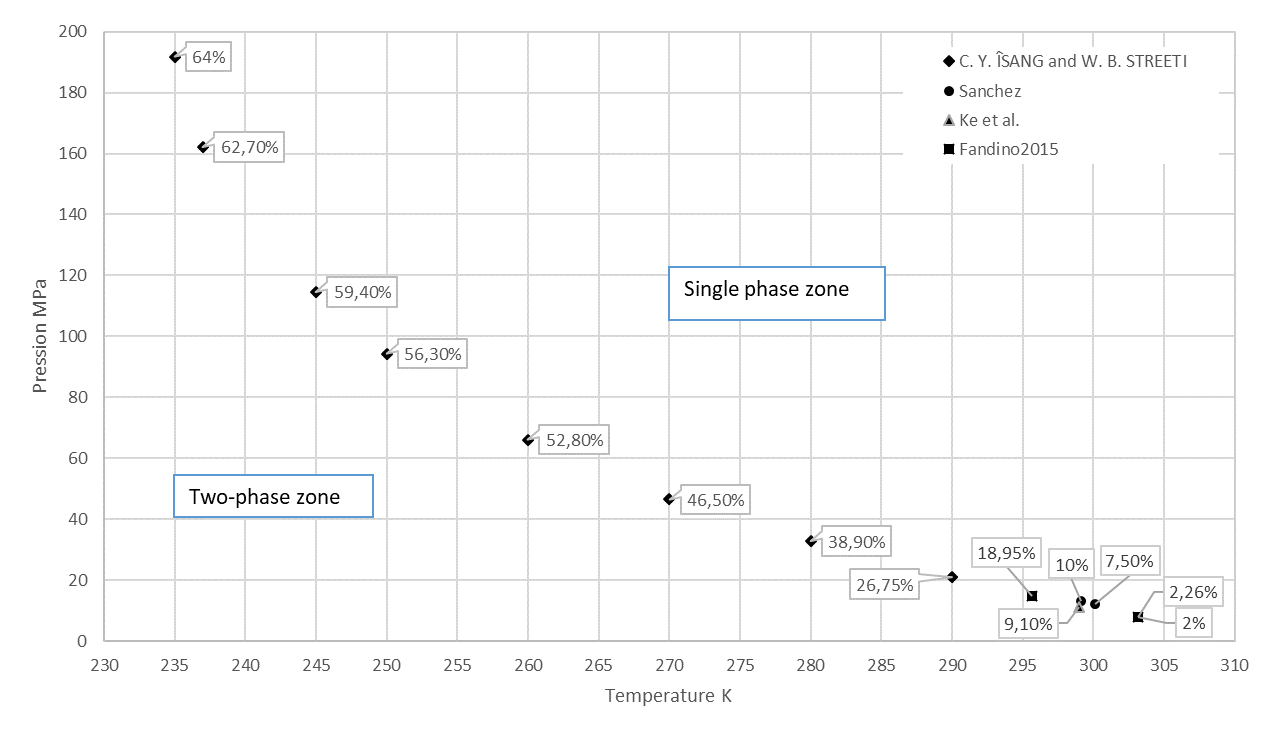 200
180
160
140
120
100
80
60
40
20
0
Pression MPa
64%
62,70%
59,40%
56,30%
52,80%
46,50%
38,90%
26,75%
18,95%
10%
7,50%
9,10%
2,26%
2%
C. Y. ÎSANG and W. B. STREETI
Sanchez
Ke et al.
Fandino2015
Single phase zone
Two-phase zone
230 235 240 245 250 255 260 265 270 275 280 285 290 295 300 305 310
Temperature K